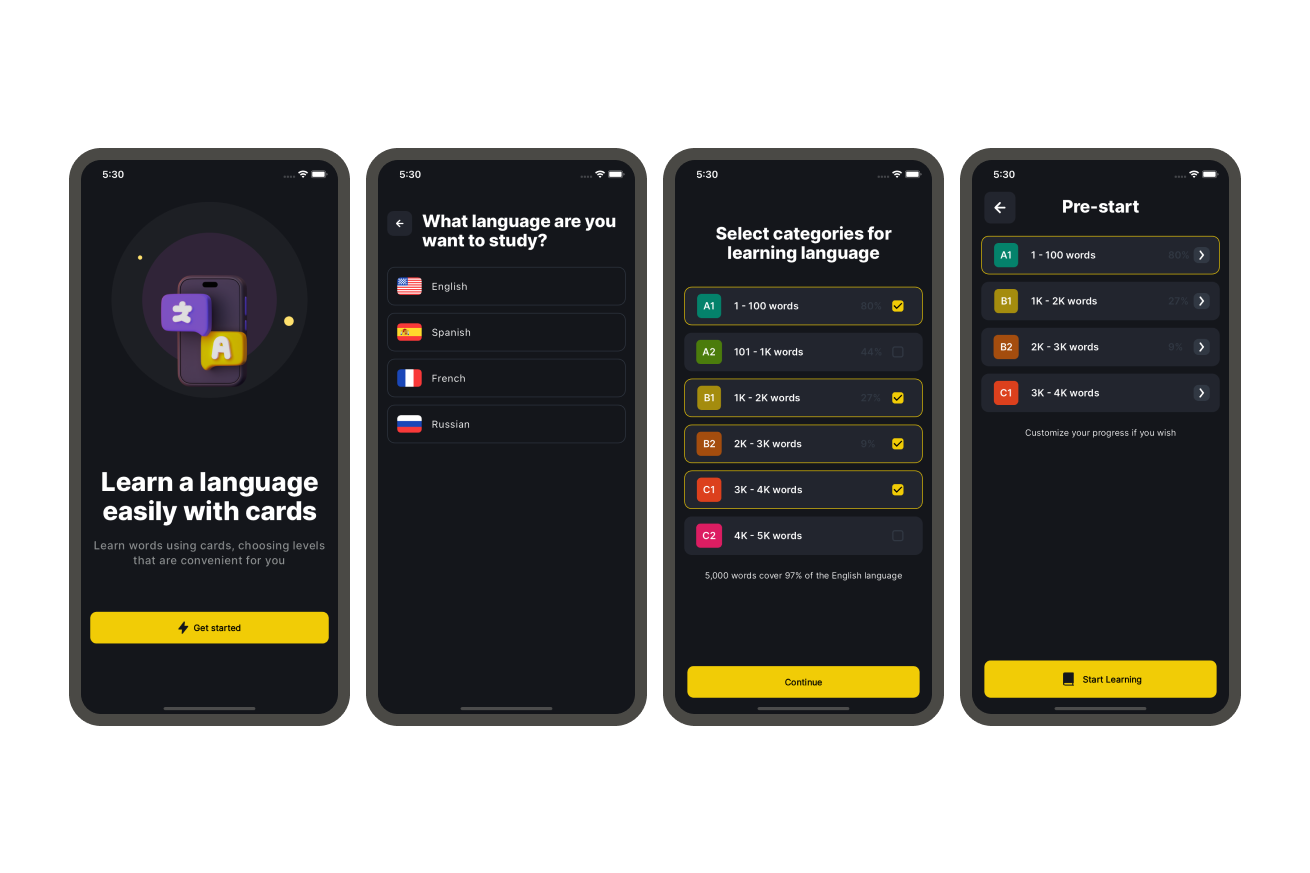 5:30
A
Learn a language
easily with cards
Learn words using cards, choosing levels
that are convenient for you
Get started
5:30
What language are you
want to study?
English
Spanish
French
Russian
5:30
Select categories for
learning language
A1 1 - 100 words 80%
A2 101 - 1K words 44%
B1 1K - 2K words 27%
B2 2K - 3K words 9%
C1 3K - 4K words
C2 4K - 5K words
5,000 words cover 97% of the English language
Continue
5:30
Pre-start
A1 1 - 100 words 80%
B1 1K - 2K words 27%
B2 2K - 3K words 9%
C1 3K - 4K words
Customize your progress if you wish
Start Learning